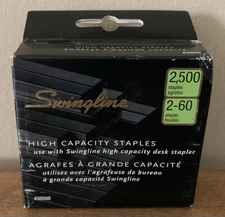 2,500
staples
agrafes
2-60
sheets
feuilles
Swingline
HIGH CAPACITY STAPLES
use with Swingline high capacity desk stapler
AGRAFES À GRANDE CAPACITÉ
utilisez avec l'agrafeuse de bureau
à grande capacité Swingline
#35550